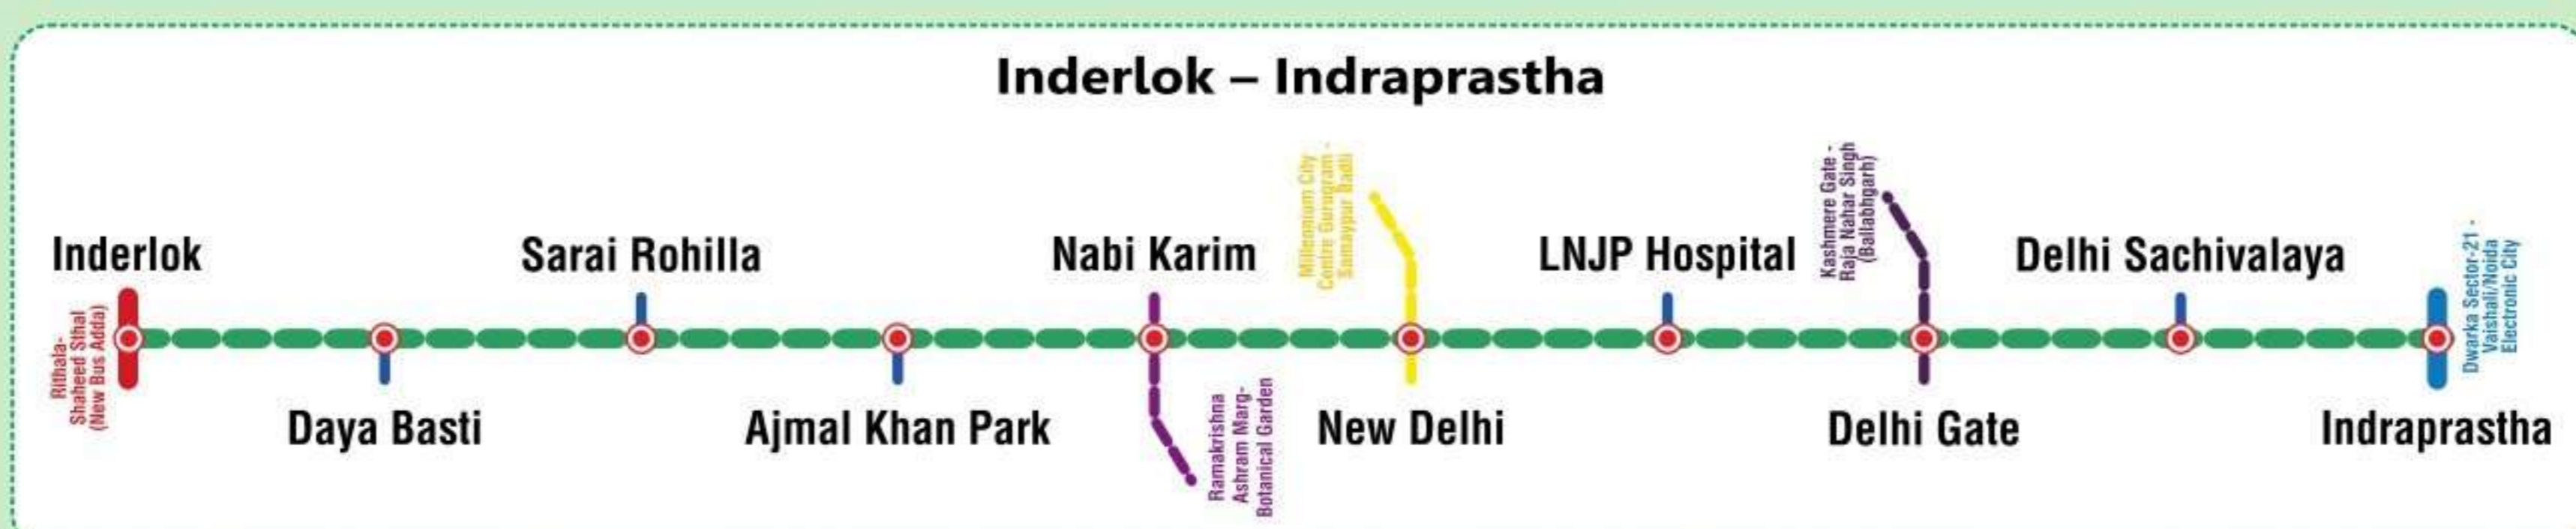 Inderlok – Indraprastha
Inderlok
Rithala-
Shaheed Sthal
(New Bus Adda)
Daya Basti
Sarai Rohilla
Ajmal Khan Park
Nabi Karim
Ramakrishna
Ashram Marg-
Botanical Garden
Millennium City
Centre Gurugram -
Samaypur Badli
New Delhi
LNJP Hospital
Kashmere Gate -
Raja Nahar Singh
(Ballabhgarh)
Delhi Gate
Delhi Sachivalaya
Dwarka Sector-21 -
Vaishali/Noida
Electronic City
Indraprastha